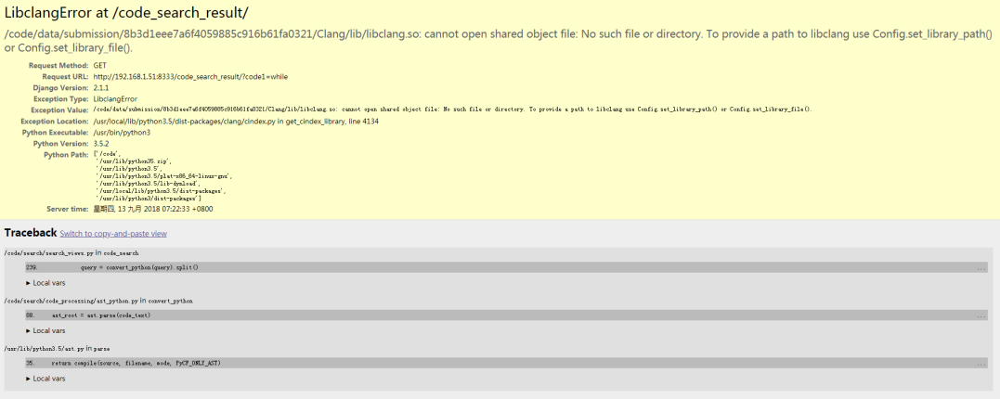 LibclangError at /code_search_result/
/code/data/submission/8b3d1eee7a6f4059885c916b61fa0321/Clang/lib/libclang.so: cannot open shared object file: No such file or directory. To provide a path to libclang use Config.set_library_path()
or Config.set_library_file().
Request Method: GET
Request URL: http://192.168.1.51:8333/code_search_result/?code1=while
Django Version: 2.1.1
Exception Type: LibclangError
Exception Value: /code/data/submission/8b3d1eee7a6f4059885c916b61fa0321/Clang/lib/libclang.so: cannot open shared object file: No such file or directory. To provide a path to libclang use Config.set_library_path() or Config.set_library_file().
Exception Location: /usr/local/lib/python3.5/dist-packages/clang/cindex.py in get_cindex_library, line 4134
Python Executable: /usr/bin/python3
Python Version: 3.5.2
Python Path: ['/code',
'/usr/lib/python35.zip',
'/usr/lib/python3.5',
'/usr/lib/python3.5/plat-x86_64-linux-gnu',
'/usr/lib/python3.5/lib-dynload',
'/usr/local/lib/python3.5/dist-packages',
'/usr/lib/python3/dist-packages']
Server time: 星期四, 13 九月 2018 07:22:33 +0800
Traceback Switch to copy-and-paste view
/code/search/search_views.py in code_search
239. query = convert_python(query).split() ...
▶ Local vars
/code/search/code_processing/ast_python.py in convert_python
88. ast_root = ast.parse(code_text) ...
▶ Local vars
/usr/lib/python3.5/ast.py in parse
35. return compile(source, filename, mode, PyCF_ONLY_AST) ...
▶ Local vars